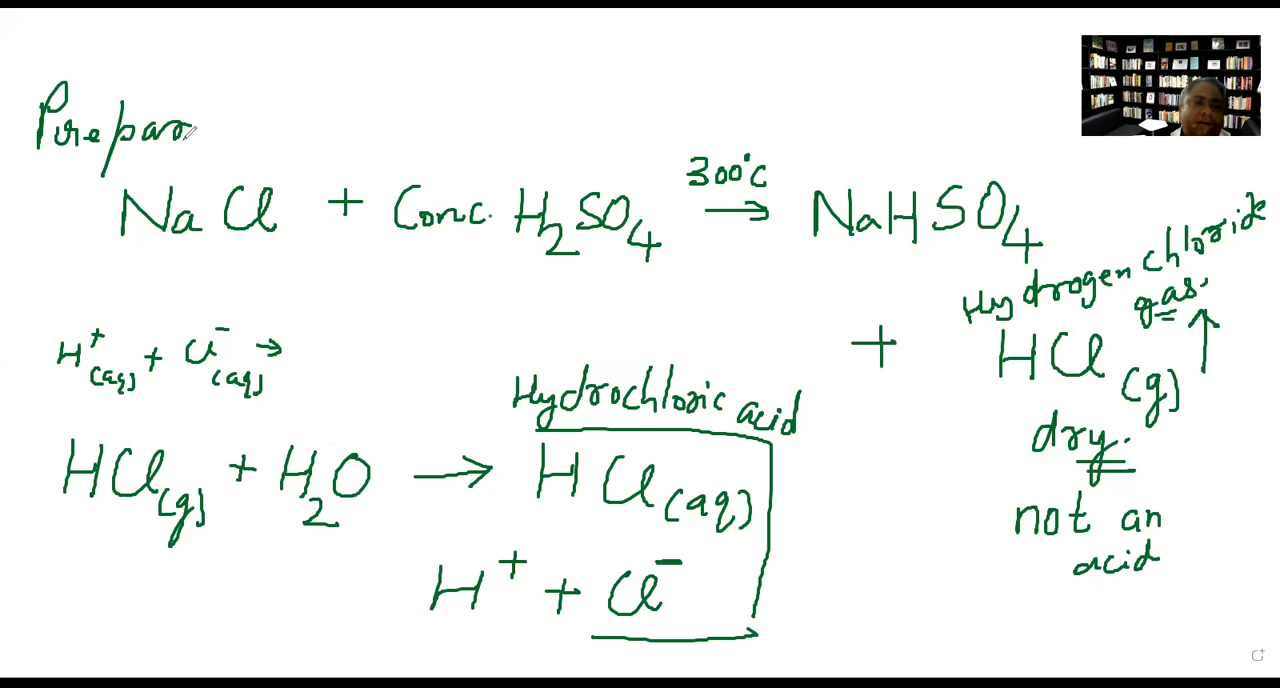 Prepar
300°C
NaCl + Conc. H₂SO₄ → NaHSO₄
Hydrogen chloride
gas.
+ HCl(g) ↑
dry.
not an
acid
H⁺(aq) + Cl⁻(aq) →
Hydrochloric acid
HCl(g) + H₂O → HCl(aq)
H⁺ + Cl⁻